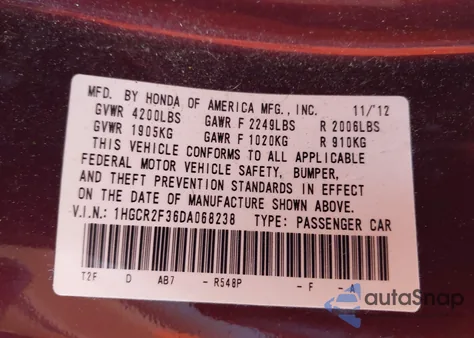 MFD. BY HONDA OF AMERICA MFG., INC. 11/'12
GVWR 4200LBS GAWR F 2249LBS R 2006LBS
GVWR 1905KG GAWR F 1020KG R 910KG
THIS VEHICLE CONFORMS TO ALL APPLICABLE
FEDERAL MOTOR VEHICLE SAFETY, BUMPER,
AND THEFT PREVENTION STANDARDS IN EFFECT
ON THE DATE OF MANUFACTURE SHOWN ABOVE.
V.I.N.: 1HGCR2F36DA068238 TYPE: PASSENGER CAR
T2F D AB7 - R548P - F - A
autoSnap